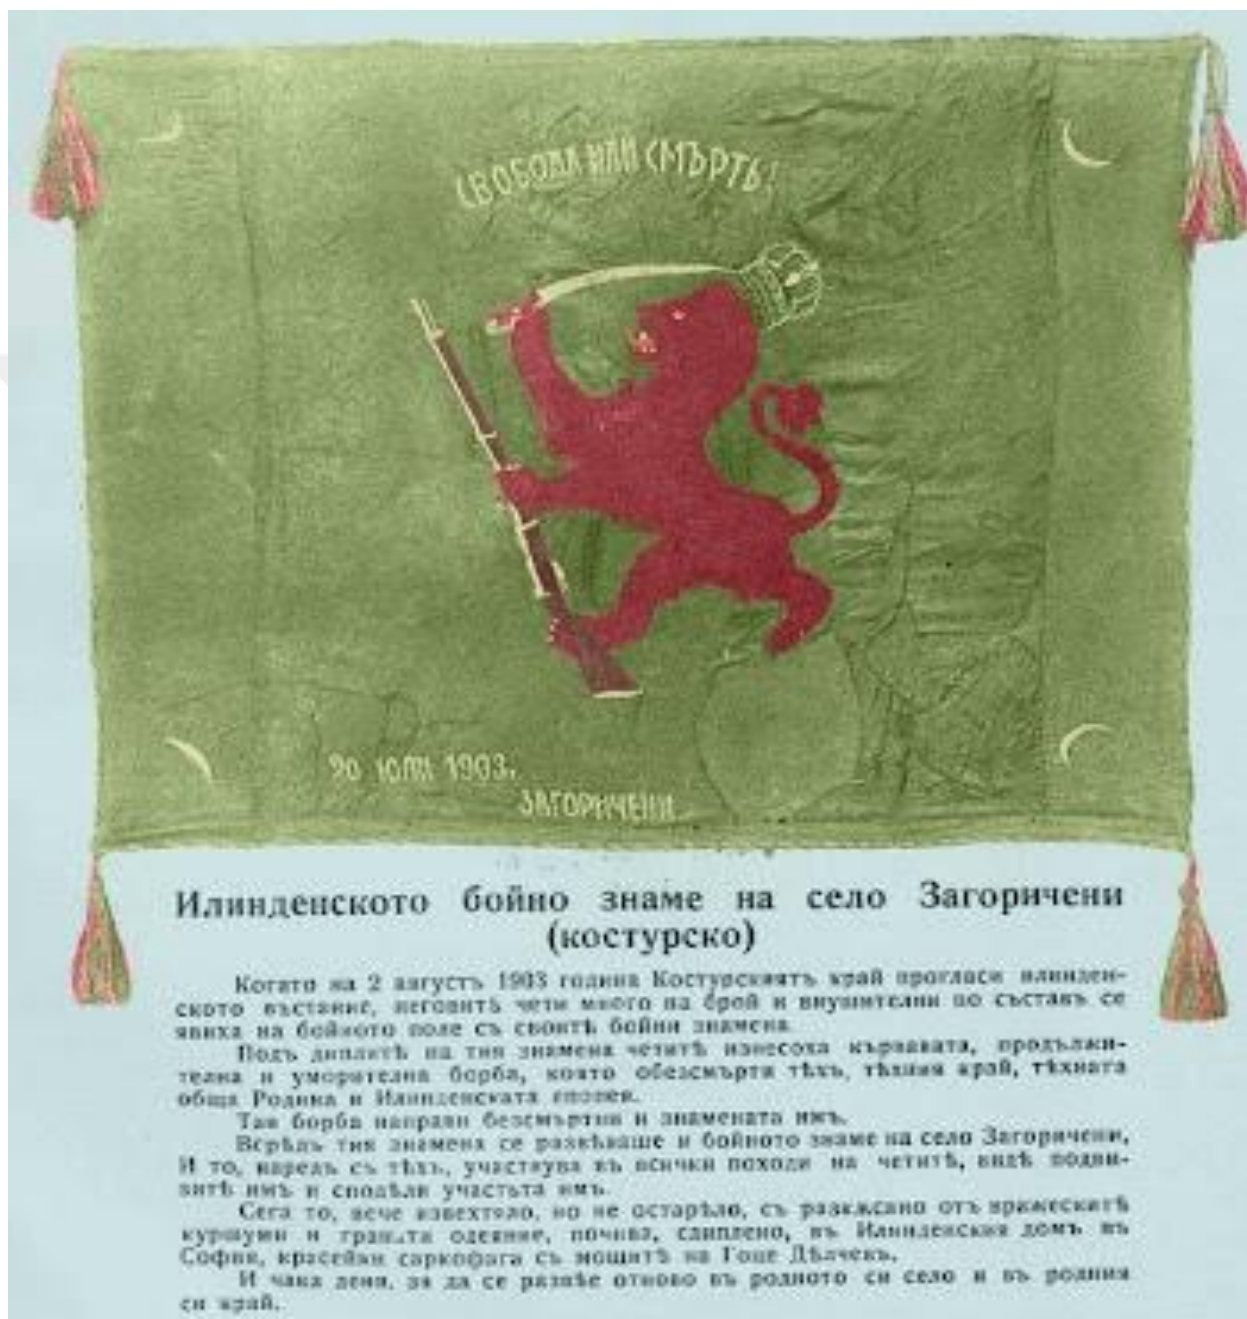 СВОБОДА ИЛИ СМЪРТЬ!
20 ЮЛИ 1903.
ЗАГОРИЧЕНИ
Илинденското бойно знаме на село Загоричени
(костурско)
Когато на 2 августъ 1903 година Костурскиятъ край прогласи илинден-
ското въстание, неговитѣ чети много на брой и внушителни по съставъ се
явиха на бойното поле съ своитѣ бойни знамена.
Подъ диплитѣ на тия знамена четитѣ изнесоха кървавата, продължи-
телна и уморителна борба, която обезсмърти тѣхъ, тѣхния край, тѣхната
обща Родина и Илинденската епопея.
Тая борба направи безсмъртни и знамената имъ.
Всрѣдъ тия знамена се развѣваше и бойното знаме на село Загоричени.
И то, наредъ съ тѣхъ, участвува въ всички походи на четитѣ, видѣ подви-
зитѣ имъ и сподѣли участьта имъ.
Сега то, вече извехтяло, но не остарѣло, съ разкѫсано отъ вражескитѣ
куршуми и гранати одеяние, почива, сдиплено, въ Илинденския домъ въ
София, красейки саркофага съ мощитѣ на Гоце Дѣлчевъ.
И чака деня, за да се развѣе отново въ родното си село и въ родния
си край.